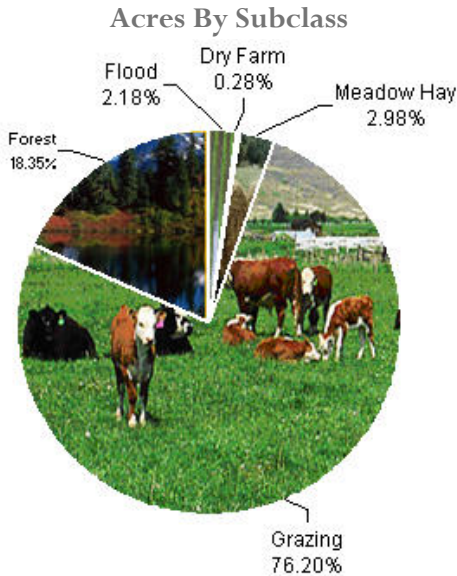 Acres By Subclass
Dry Farm
0.28%
Flood
2.18%
Meadow Hay
2.98%
Forest
18.35%
Grazing
76.20%